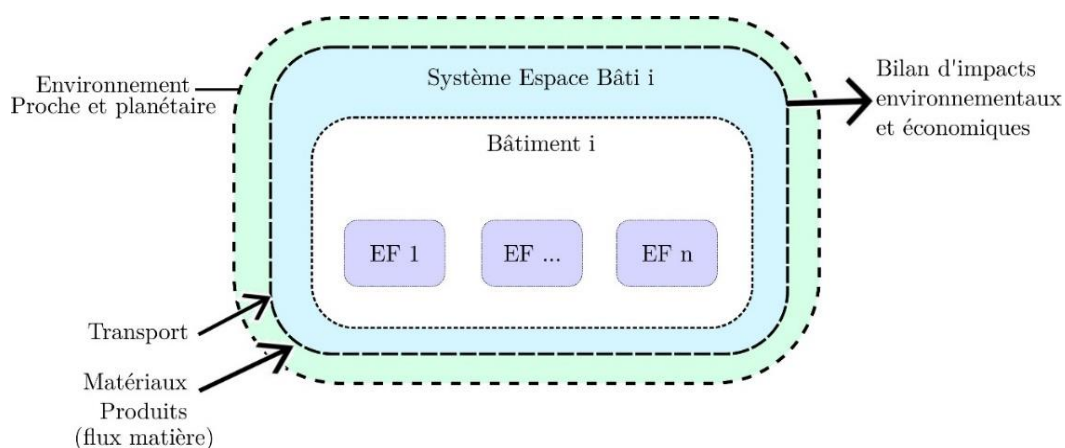 Environnement
Proche et planétaire
Système Espace Bâti i
Bâtiment i
EF 1
EF ...
EF n
Bilan d'impacts
environnementaux
et économiques
Transport
Matériaux
Produits
(flux matière)